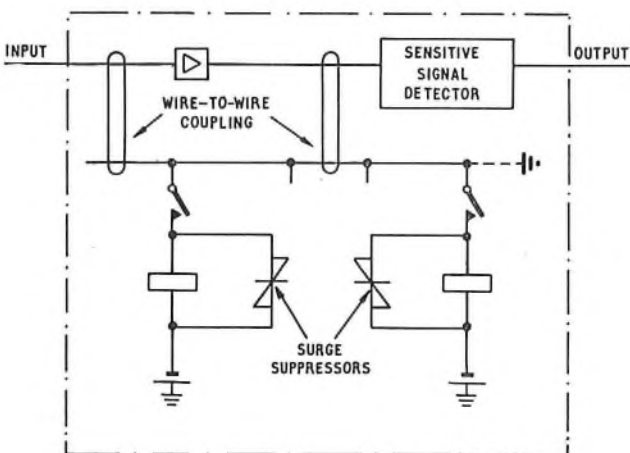 INPUT
SENSITIVE
SIGNAL
DETECTOR
OUTPUT
WIRE-TO-WIRE
COUPLING
SURGE
SUPPRESSORS